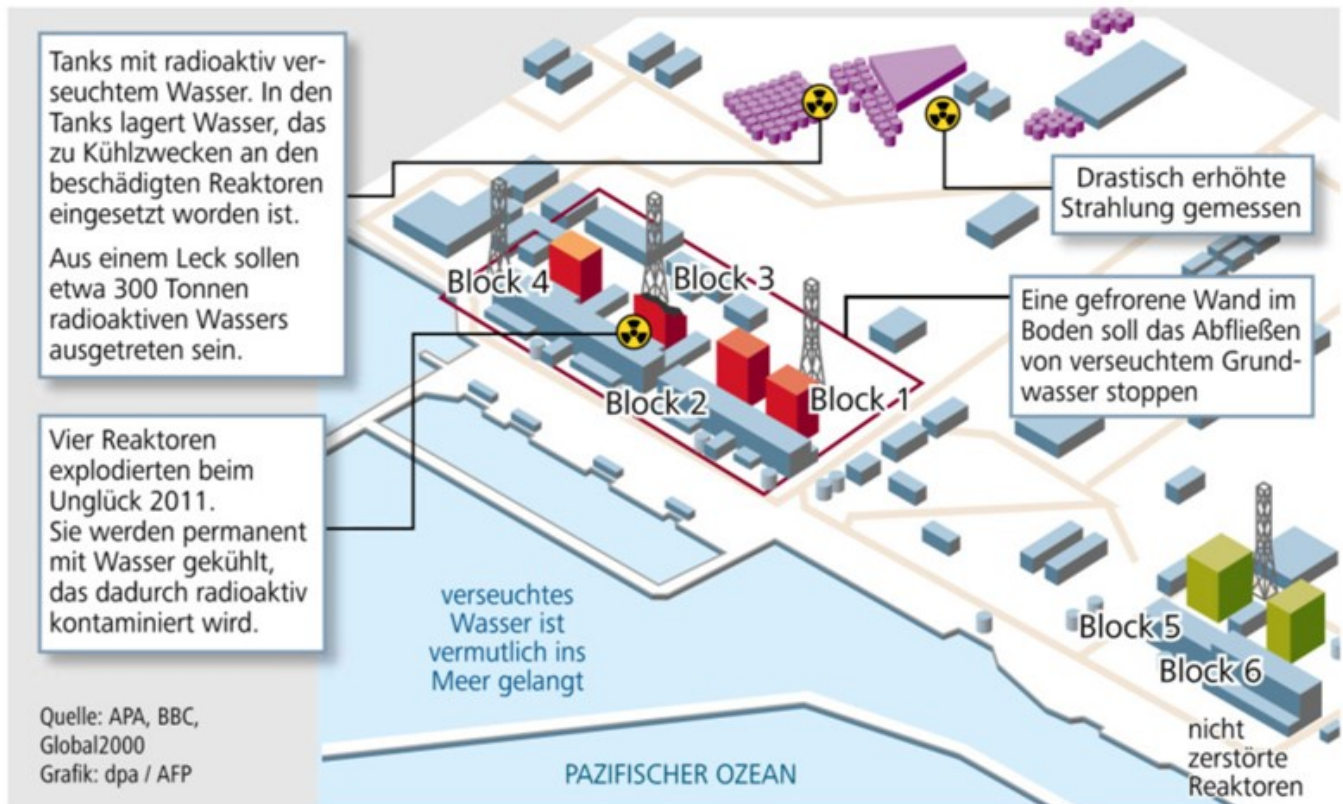 Tanks mit radioaktiv ver-
seuchtem Wasser. In den
Tanks lagert Wasser, das
zu Kühlzwecken an den
beschädigten Reaktoren
eingesetzt worden ist.
Aus einem Leck sollen
etwa 300 Tonnen
radioaktiven Wassers
ausgetreten sein.
Drastisch erhöhte
Strahlung gemessen
Eine gefrorene Wand im
Boden soll das Abfließen
von verseuchtem Grund-
wasser stoppen
Block 4
Block 3
Block 2
Block 1
Vier Reaktoren
explodierten beim
Unglück 2011.
Sie werden permanent
mit Wasser gekühlt,
das dadurch radioaktiv
kontaminiert wird.
verseuchtes
Wasser ist
vermutlich ins
Meer gelangt
Block 5
Block 6
nicht
zerstörte
Reaktoren
PAZIFISCHER OZEAN
Quelle: APA, BBC,
Global2000
Grafik: dpa / AFP